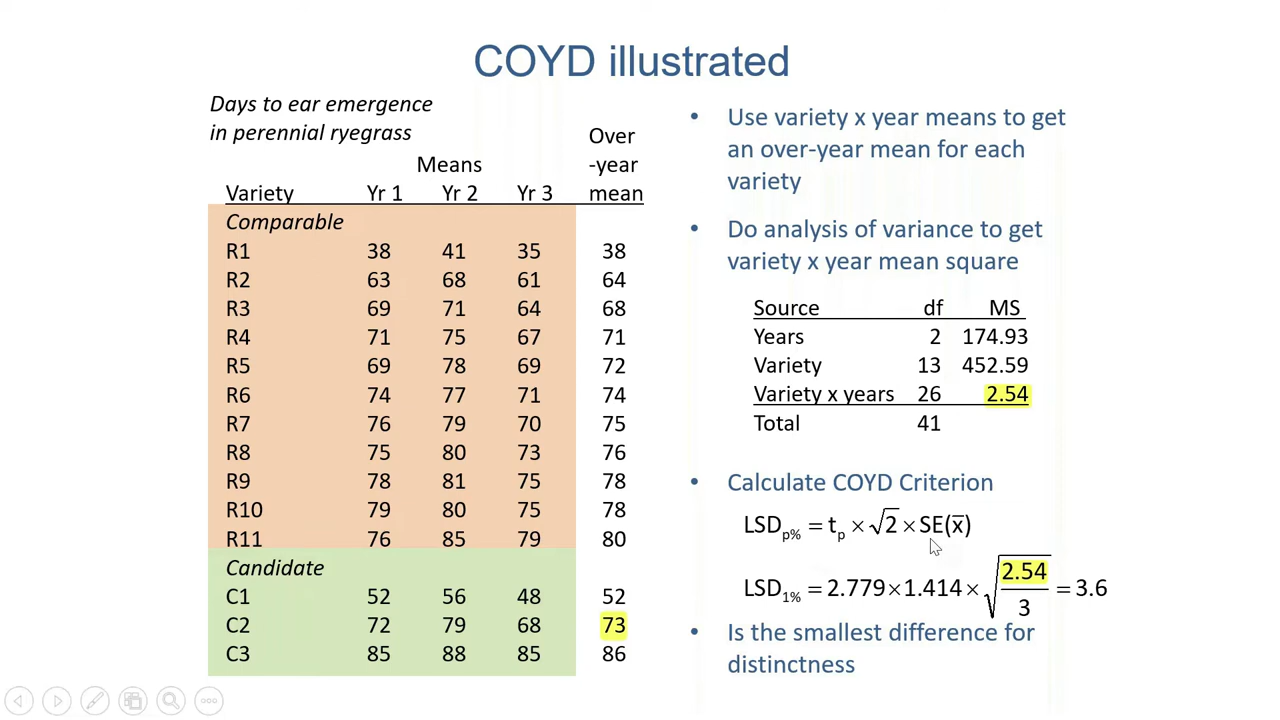 COYD illustrated
Days to ear emergence
in perennial ryegrass
Means
Over
-year
mean
Variety Yr 1 Yr 2 Yr 3
Comparable
R1 38 41 35 38
R2 63 68 61 64
R3 69 71 64 68
R4 71 75 67 71
R5 69 78 69 72
R6 74 77 71 74
R7 76 79 70 75
R8 75 80 73 76
R9 78 81 75 78
R10 79 80 75 78
R11 76 85 79 80
Candidate
C1 52 56 48 52
C2 72 79 68 73
C3 85 88 85 86
• Use variety x year means to get
an over-year mean for each
variety
• Do analysis of variance to get
variety x year mean square
Source df MS
Years 2 174.93
Variety 13 452.59
Variety x years 26 2.54
Total 41
• Calculate COYD Criterion
LSDp% = tp × √2 × SE(x̄)
LSD1% = 2.779×1.414 × √(2.54/3) = 3.6
• Is the smallest difference for
distinctness